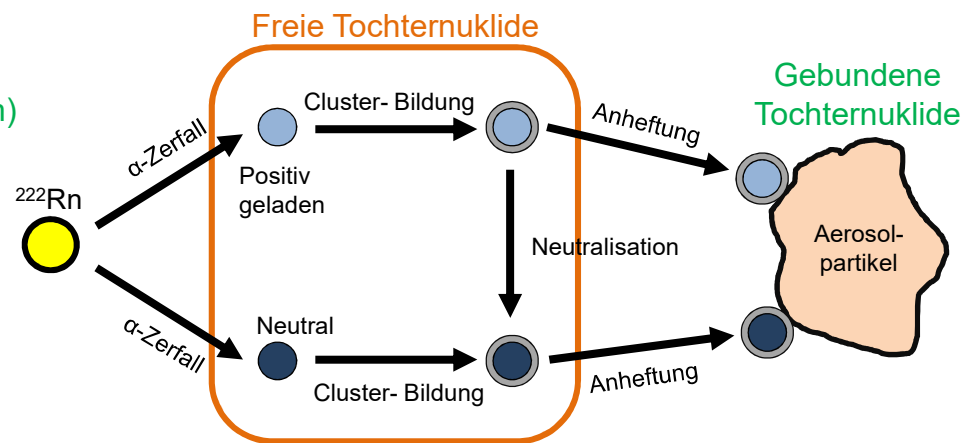 Freie Tochternuklide
Gebundene
Tochternuklide
n)
Cluster- Bildung
Anheftung
α-Zerfall
Positiv
geladen
²²²Rn
Neutralisation
Aerosol-
partikel
α-Zerfall
Neutral
Cluster- Bildung
Anheftung